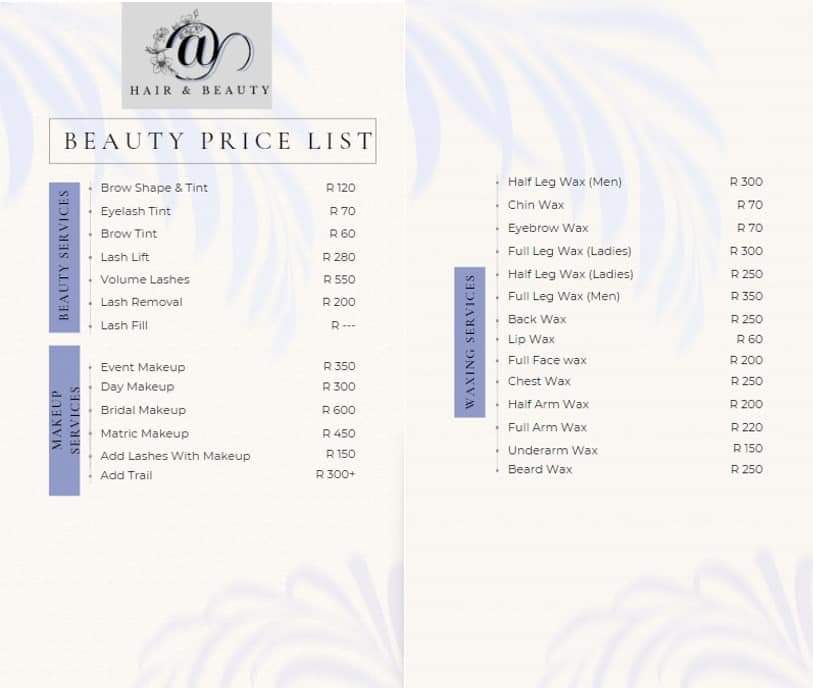 @
HAIR & BEAUTY
BEAUTY PRICE LIST
BEAUTY SERVICES
Brow Shape & Tint R 120
Eyelash Tint R 70
Brow Tint R 60
Lash Lift R 280
Volume Lashes R 550
Lash Removal R 200
Lash Fill R ---
MAKEUP
SERVICES
Event Makeup R 350
Day Makeup R 300
Bridal Makeup R 600
Matric Makeup R 450
Add Lashes With Makeup R 150
Add Trail R 300+
WAXING SERVICES
Half Leg Wax (Men) R 300
Chin Wax R 70
Eyebrow Wax R 70
Full Leg Wax (Ladies) R 300
Half Leg Wax (Ladies) R 250
Full Leg Wax (Men) R 350
Back Wax R 250
Lip Wax R 60
Full Face wax R 200
Chest Wax R 250
Half Arm Wax R 200
Full Arm Wax R 220
Underarm Wax R 150
Beard Wax R 250